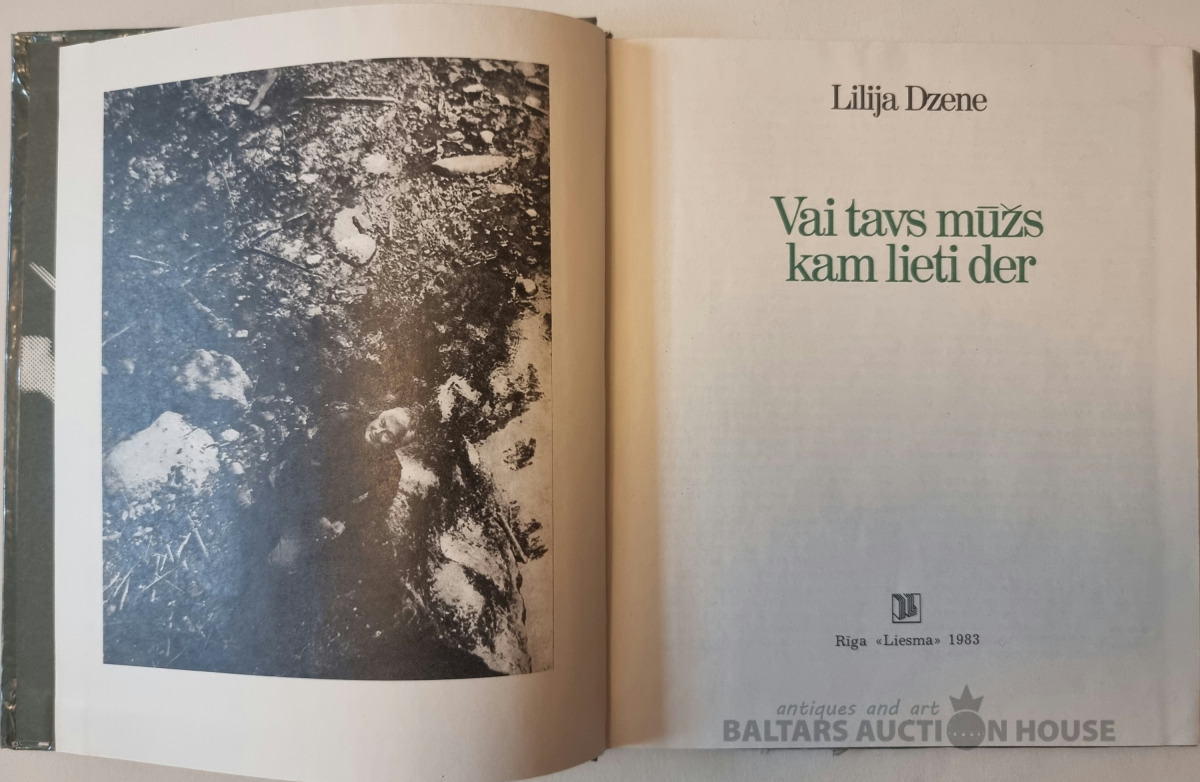 Lilija Dzene
Vai tavs mūžs
kam lieti der
Rīga «Liesma» 1983
antiques and art
BALTARS AUCTION HOUSE